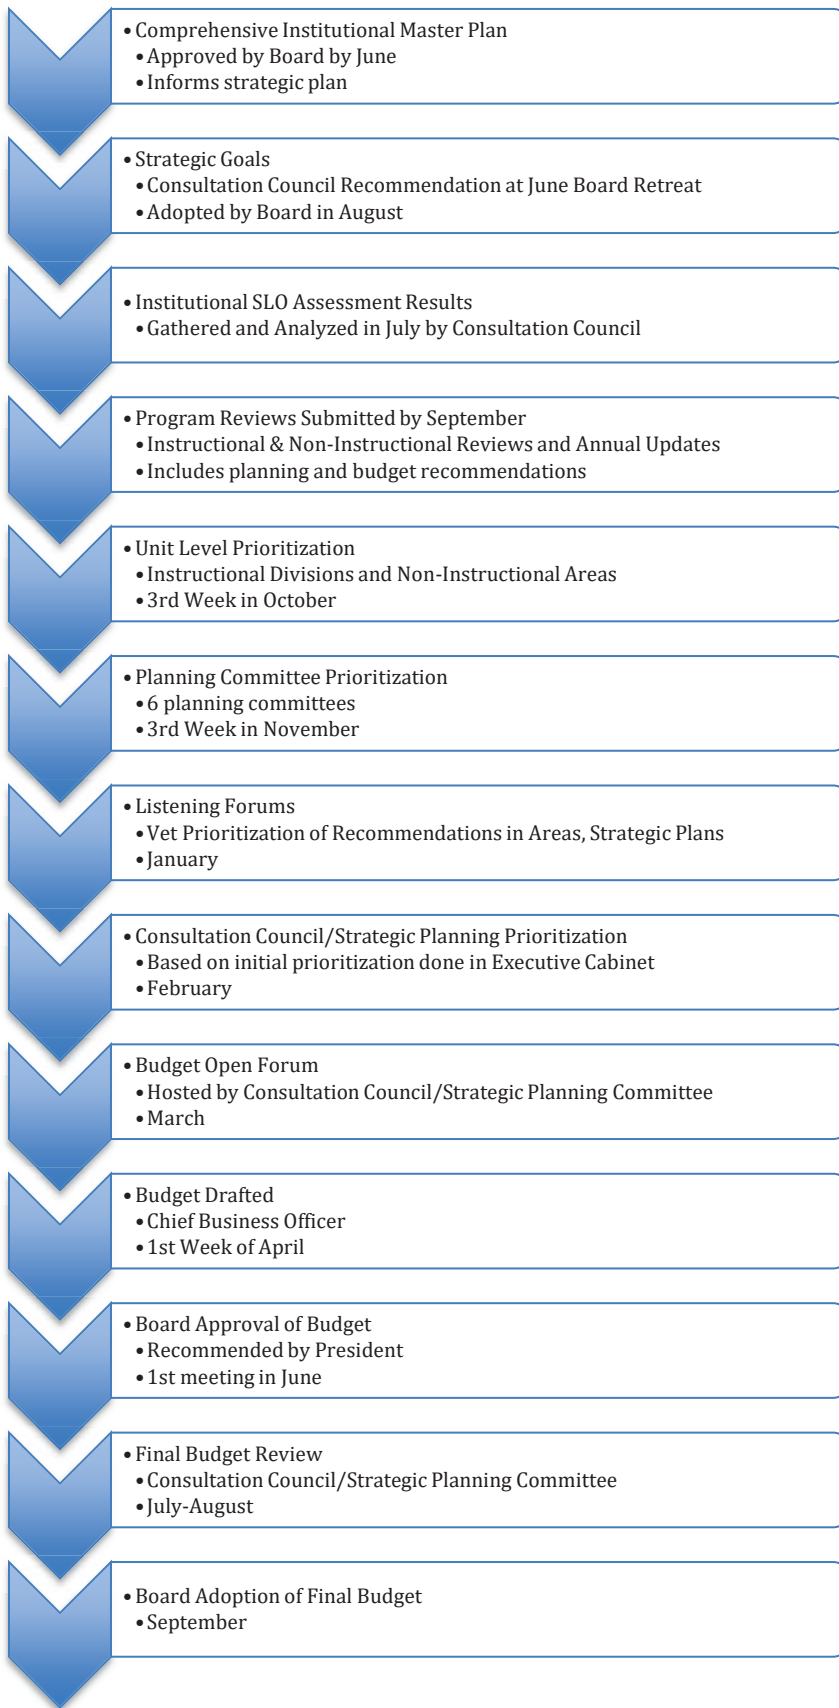 •Comprehensive Institutional Master Plan
•Approved by Board by June
•Informs strategic plan
•Strategic Goals
•Consultation Council Recommendation at June Board Retreat
•Adopted by Board in August
•Institutional SLO Assessment Results
•Gathered and Analyzed in July by Consultation Council
•Program Reviews Submitted by September
•Instructional & Non-Instructional Reviews and Annual Updates
•Includes planning and budget recommendations
•Unit Level Prioritization
•Instructional Divisions and Non-Instructional Areas
•3rd Week in October
•Planning Committee Prioritization
•6 planning committees
•3rd Week in November
•Listening Forums
•Vet Prioritization of Recommendations in Areas, Strategic Plans
•January
•Consultation Council/Strategic Planning Prioritization
•Based on initial prioritization done in Executive Cabinet
•February
•Budget Open Forum
•Hosted by Consultation Council/Strategic Planning Committee
•March
•Budget Drafted
•Chief Business Officer
•1st Week of April
•Board Approval of Budget
•Recommended by President
•1st meeting in June
•Final Budget Review
•Consultation Council/Strategic Planning Committee
•July-August
•Board Adoption of Final Budget
•September